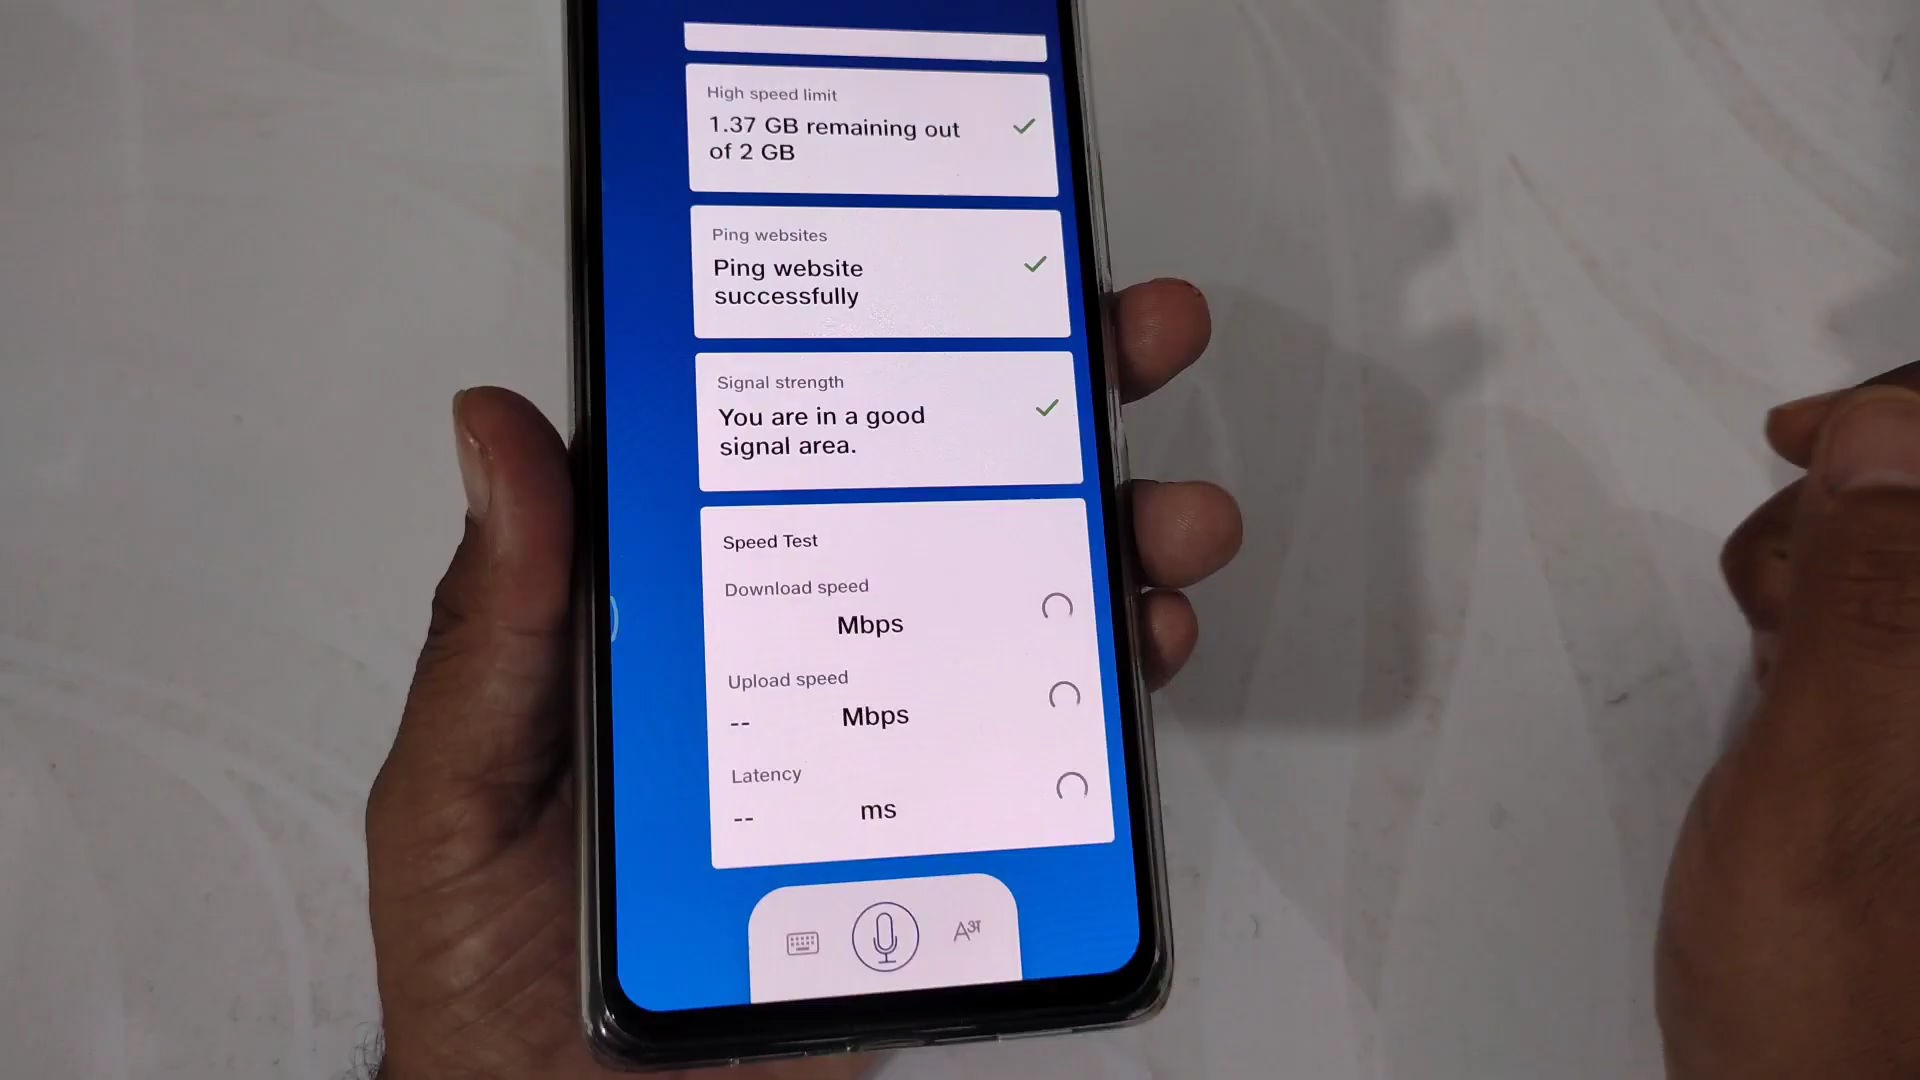 High speed limit
1.37 GB remaining out
of 2 GB
Ping websites
Ping website
successfully
Signal strength
You are in a good
signal area.
Speed Test
Download speed
Mbps
Upload speed
-- Mbps
Latency
-- ms
Aअ